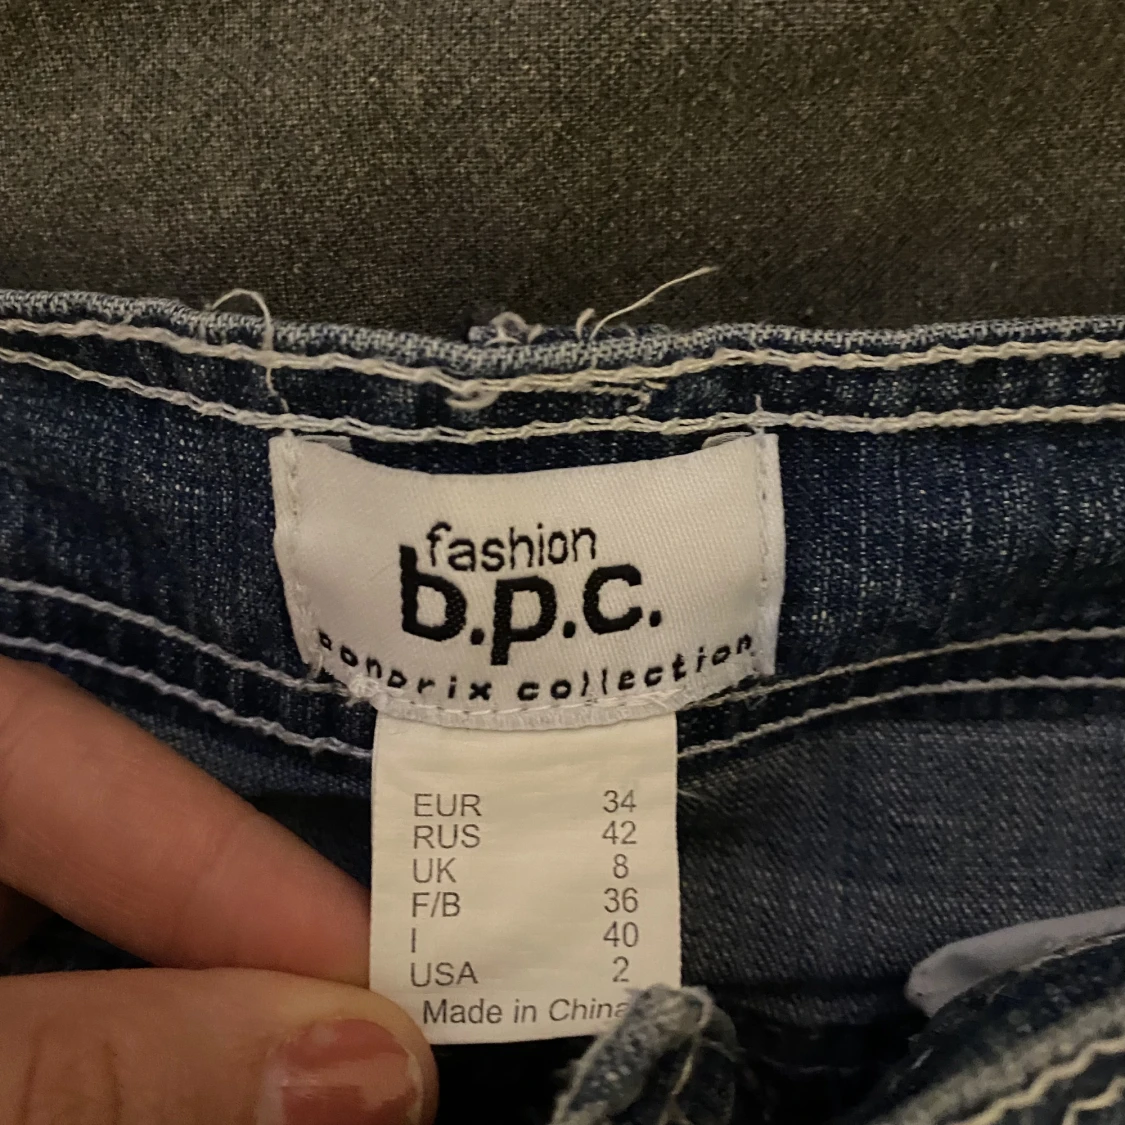 fashion
b.p.c.
bonprix collection
EUR 34
RUS 42
UK 8
F/B 36
I 40
USA 2
Made in China